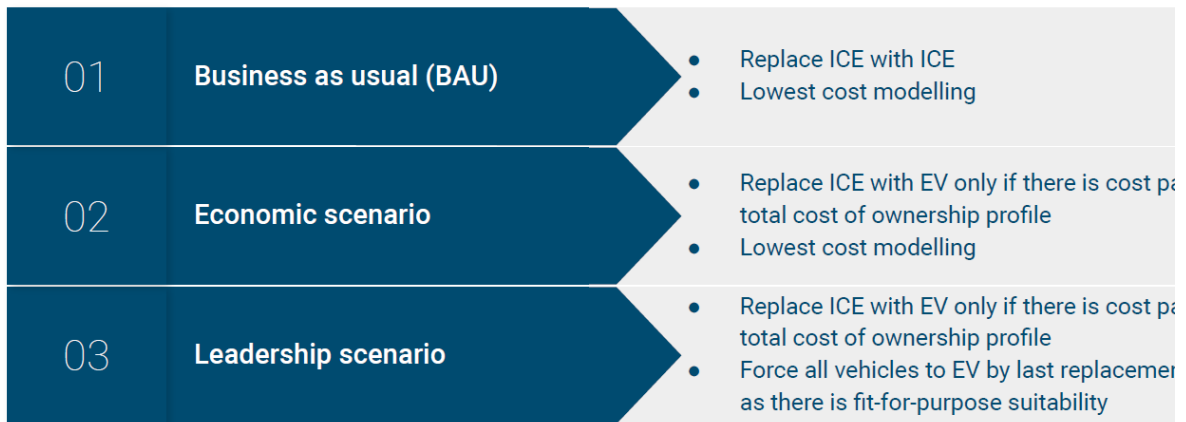 01
Business as usual (BAU)
● Replace ICE with ICE
● Lowest cost modelling
02
Economic scenario
● Replace ICE with EV only if there is cost
total cost of ownership profile
● Lowest cost modelling
03
Leadership scenario
● Replace ICE with EV only if there is cost
total cost of ownership profile
● Force all vehicles to EV by last
as there is fit-for-purpose suitability